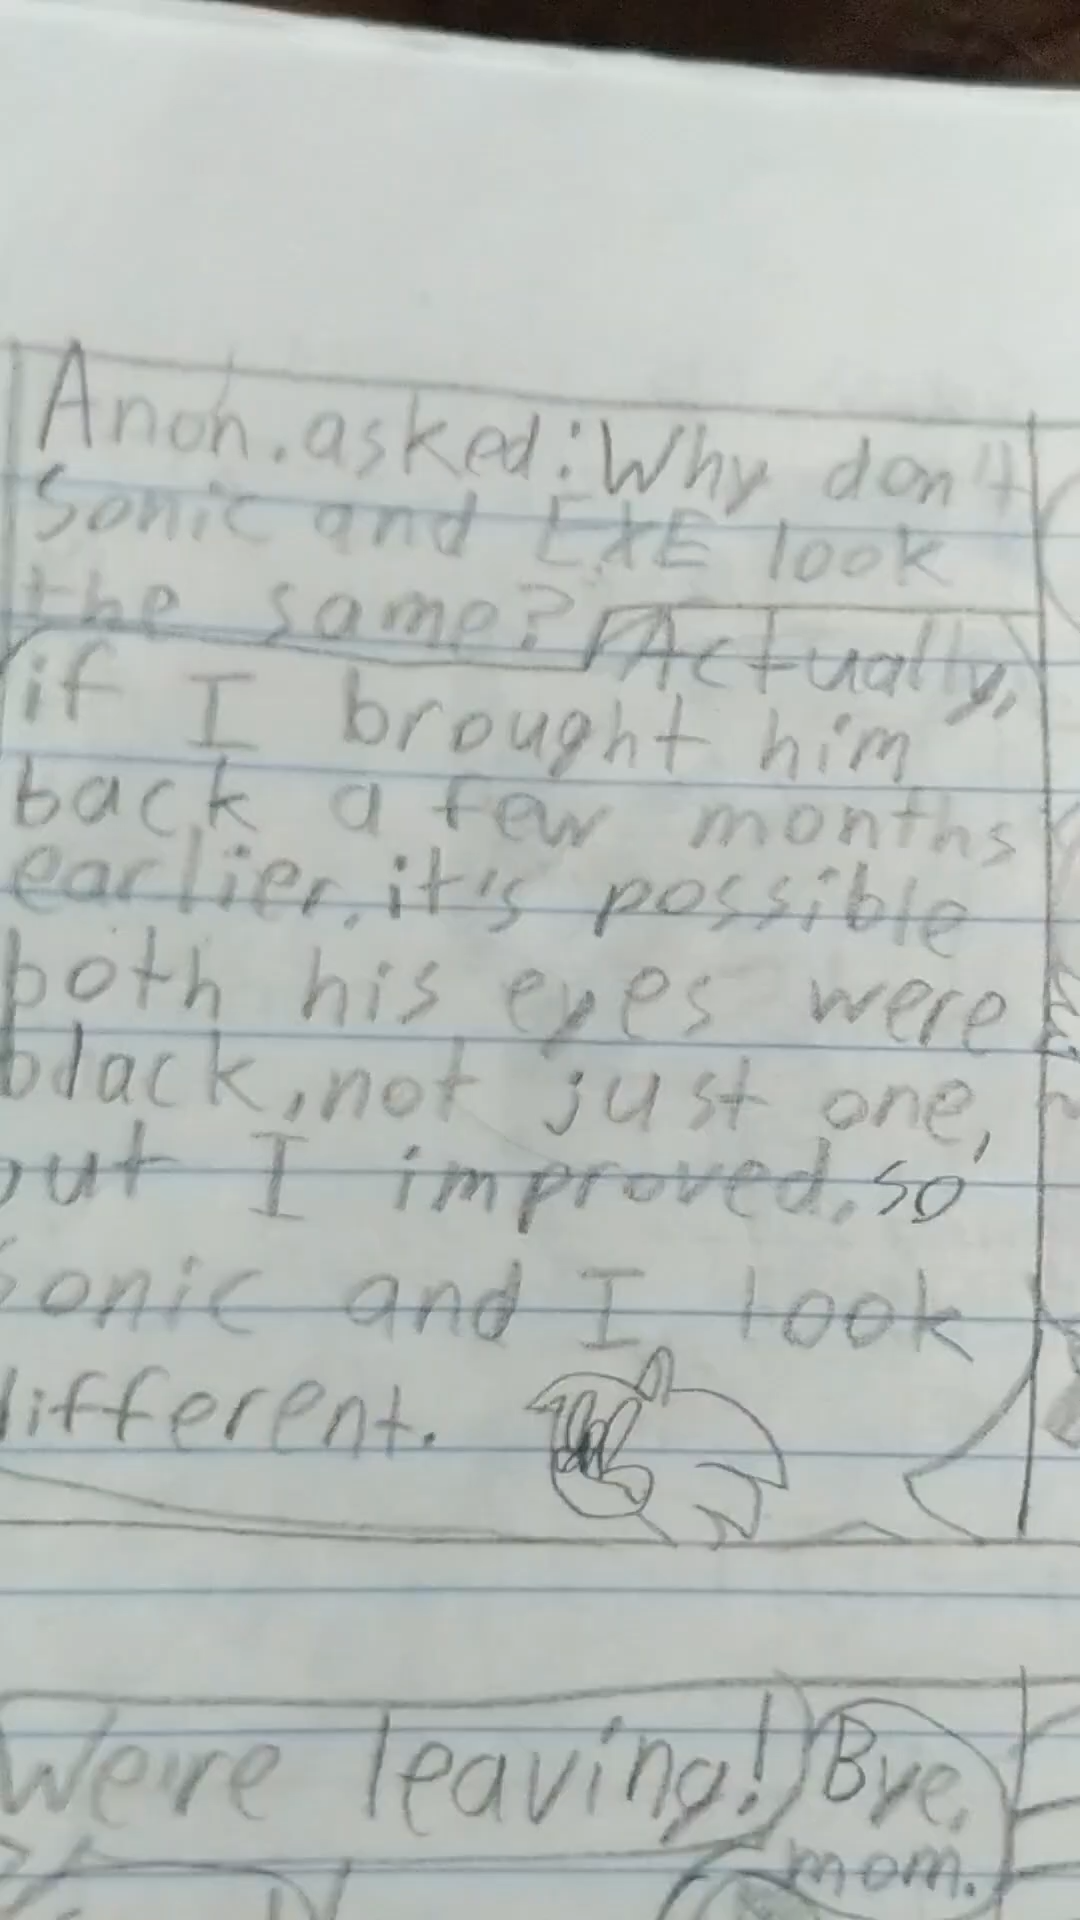 Anon. asked: Why don't
Sonic and EXE look
the same? Actually,
if I brought him
back a few months
earlier, it's possible
both his eyes were
black, not just one,
but I improved, so
Sonic and I look
different.
We're leaving! Bye,
mom.